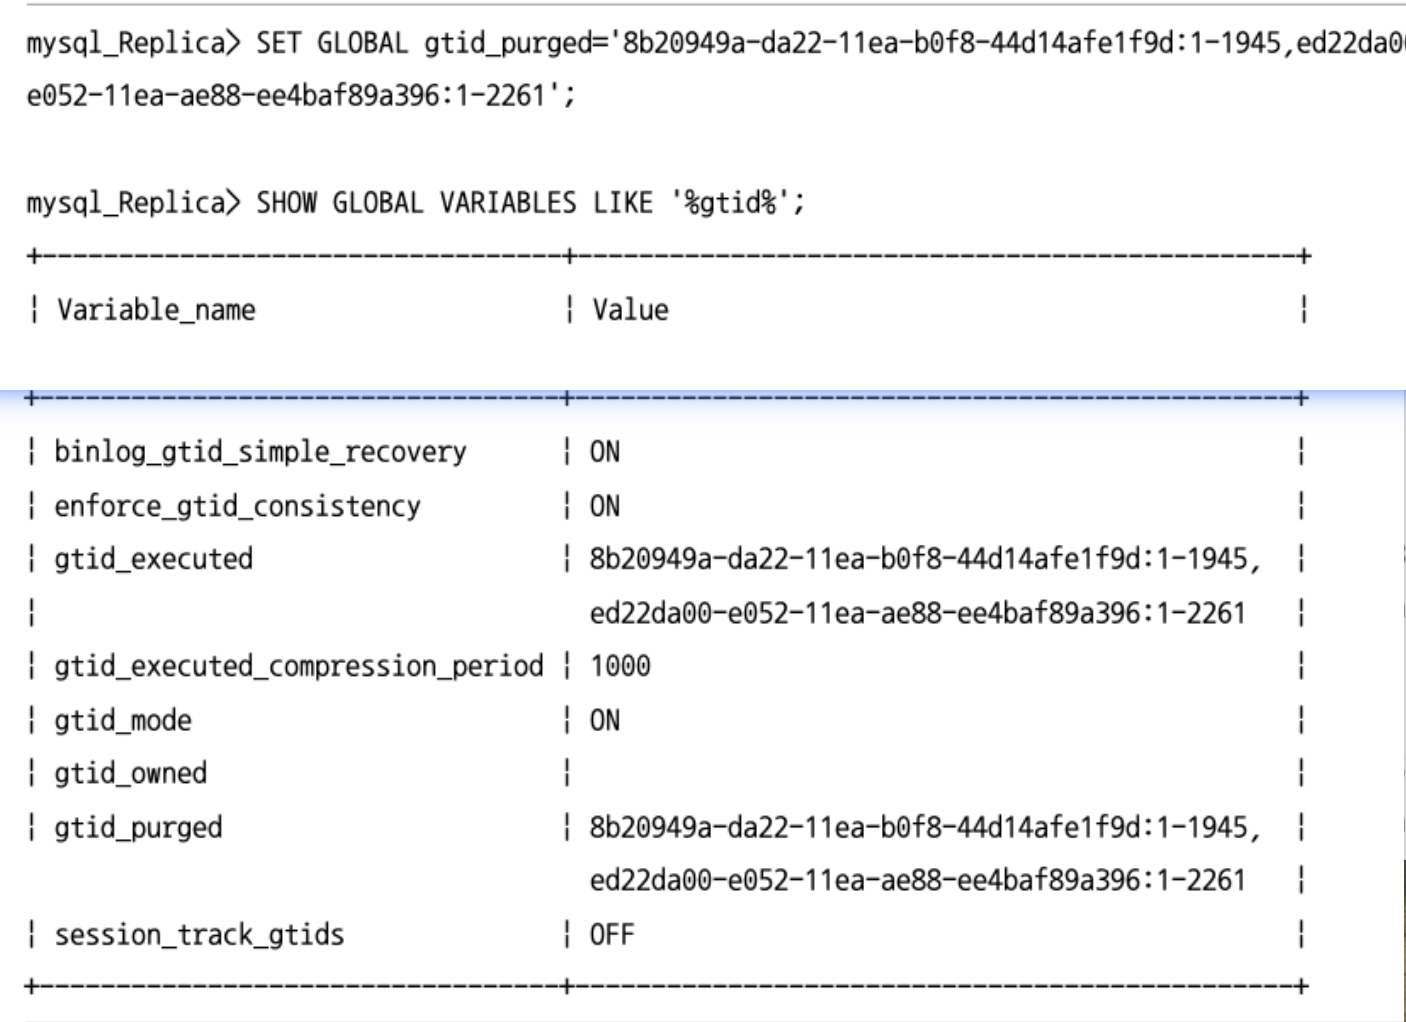 mysql_Replica> SET GLOBAL gtid_purged='8b20949a-da22-11ea-b0f8-44d14afe1f9d:1-1945,ed22da00
e052-11ea-ae88-ee4baf89a396:1-2261';
mysql_Replica> SHOW GLOBAL VARIABLES LIKE '%gtid%';
+----------------------------------+------------------------------------------------+
| Variable_name | Value |
+----------------------------------+------------------------------------------------+
| binlog_gtid_simple_recovery | ON |
| enforce_gtid_consistency | ON |
| gtid_executed | 8b20949a-da22-11ea-b0f8-44d14afe1f9d:1-1945, |
| ed22da00-e052-11ea-ae88-ee4baf89a396:1-2261 |
| gtid_executed_compression_period | 1000 |
| gtid_mode | ON |
| gtid_owned | |
| gtid_purged | 8b20949a-da22-11ea-b0f8-44d14afe1f9d:1-1945, |
ed22da00-e052-11ea-ae88-ee4baf89a396:1-2261 |
| session_track_gtids | OFF |
+----------------------------------+------------------------------------------------+